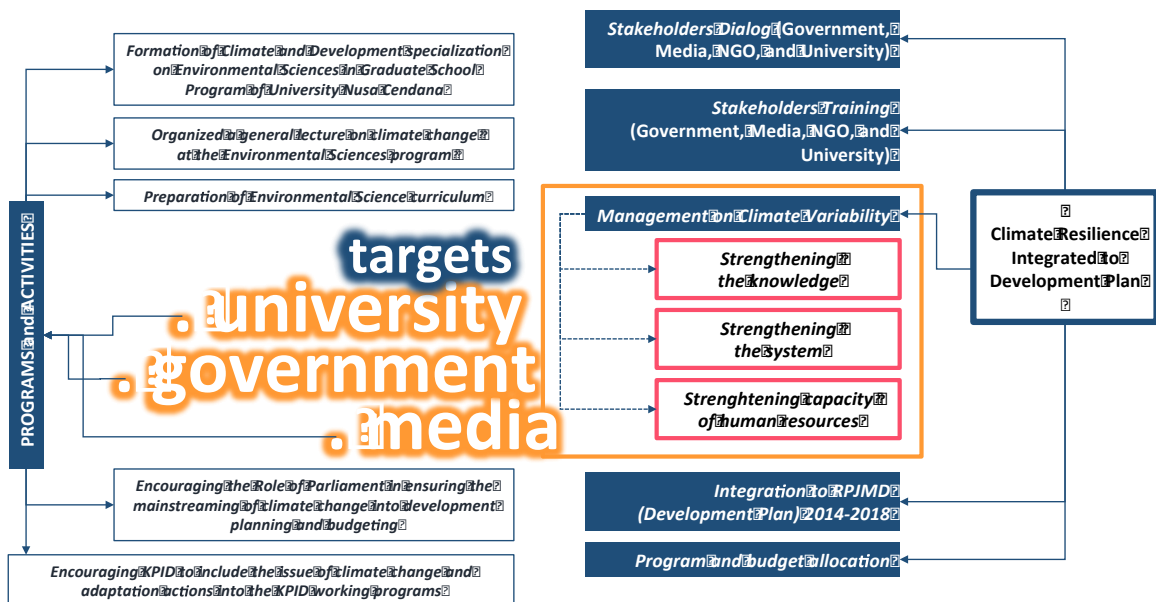 Formation of Climate and Development specialization
on Environmental Sciences in Graduate School
Program of University Nusa Cendana
Organized a general lecture on climate change
at the Environmental Sciences program
Preparation of Environmental Science curriculum
PROGRAMS and ACTIVITIES
targets
. university
. government
. media
Encouraging the Role of Parliament in ensuring the
mainstreaming of climate change into development
planning and budgeting
Encouraging KPID to include the issue of climate change and
adaptation actions into the KPID working programs
Stakeholders Dialog (Government,
Media, NGO, and University)
Stakeholders Training
(Government, Media, NGO, and
University)
Management on Climate Variability
Strengthening
the knowledge
Strengthening
the system
Strenghtening capacity
of human resources
Integration to RPJMD
(Development Plan) 2014-2018
Program and budget allocation
Climate Resilience
Integrated to
Development Plan